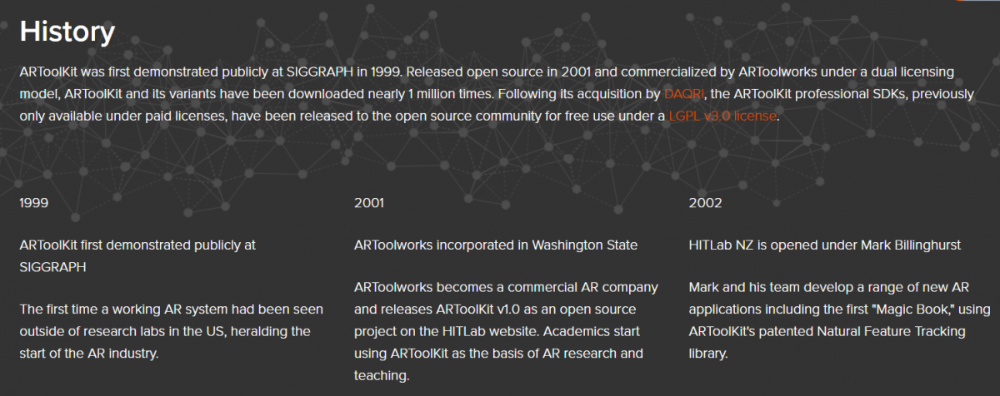 History
ARToolKit was first demonstrated publicly at SIGGRAPH in 1999. Released open source in 2001 and commercialized by ARToolworks under a dual licensing
model, ARToolKit and its variants have been downloaded nearly 1 million times. Following its acquisition by DAQRI, the ARToolKit professional SDKs, previously
only available under paid licenses, have been released to the open source community for free use under a LGPL v3.0 license.
1999
ARToolKit first demonstrated publicly at
SIGGRAPH
The first time a working AR system had been seen
outside of research labs in the US, heralding the
start of the AR industry.
2001
ARToolworks incorporated in Washington State
ARToolworks becomes a commercial AR company
and releases ARToolKit v1.0 as an open source
project on the HITLab website. Academics start
using ARToolKit as the basis of AR research and
teaching.
2002
HITLab NZ is opened under Mark Billinghurst
Mark and his team develop a range of new AR
applications including the first "Magic Book," using
ARToolKit's patented Natural Feature Tracking
library.